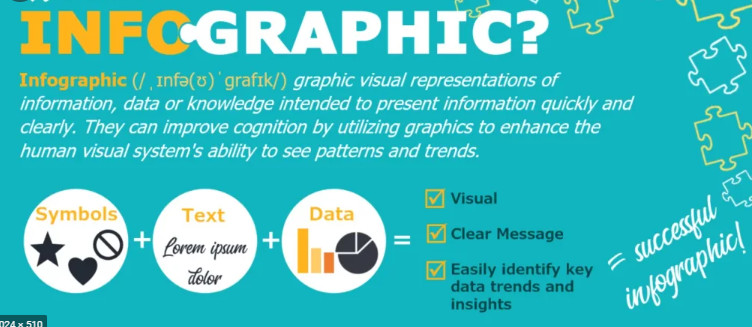 INFOGRAPHIC?
Infographic (/ˌɪnfə(ʊ)ˈɡrafɪk/) graphic visual representations of
information, data or knowledge intended to present information quickly and
clearly. They can improve cognition by utilizing graphics to enhance the
human visual system's ability to see patterns and trends.
Symbols
+
Text
Lorem ipsum
dolor
+
Data
=
Visual
Clear Message
Easily identify key
data trends and
insights
= successful
infographic!
024 x 510